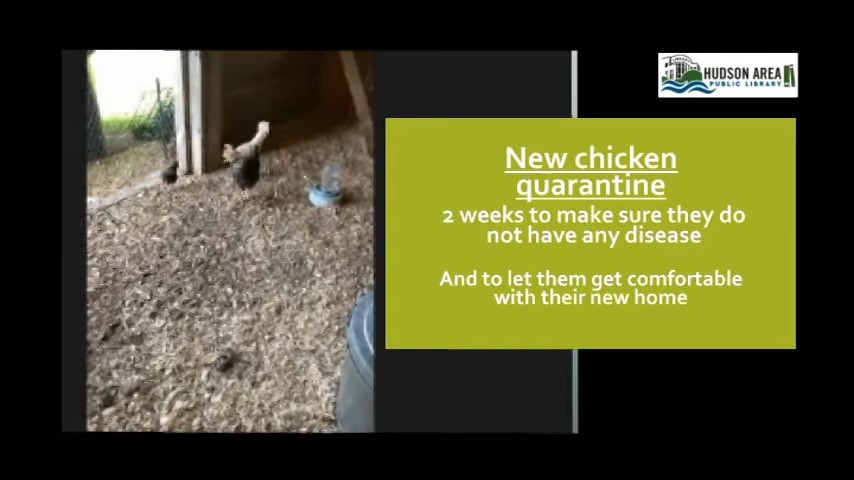 HUDSON AREA
PUBLIC LIBRARY
New chicken
quarantine
2 weeks to make sure they do
not have any disease
And to let them get comfortable
with their new home